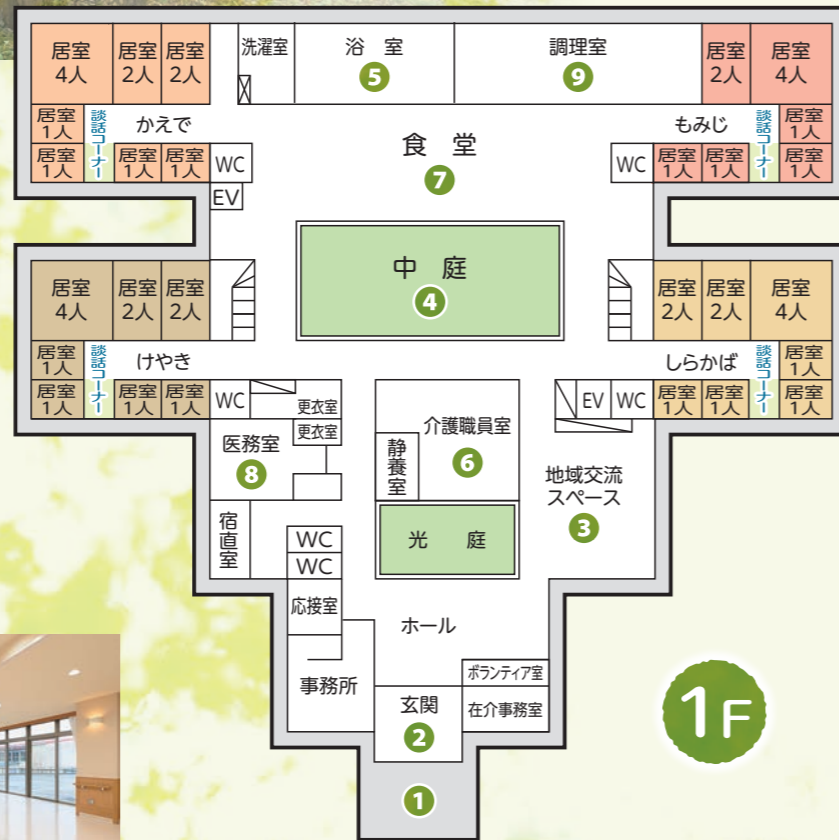 居室
4人
居室
2人
居室
2人
洗濯室
浴 室
5
調理室
9
居室
2人
居室
4人
居室
1人
談話コーナー
かえで
食 堂
7
もみじ
談話コーナー
居室
1人
居室
1人
居室
1人
居室
1人
WC
EV
WC
居室
1人
居室
1人
居室
1人
中 庭
4
居室
4人
居室
2人
居室
2人
居室
2人
居室
2人
居室
4人
居室
1人
談話コーナー
けやき
しらかば
談話コーナー
居室
1人
居室
1人
居室
1人
居室
1人
WC
更衣室
更衣室
医務室
8
介護職員室
6
静養室
EV
WC
居室
1人
居室
1人
居室
1人
地域交流
スペース
3
宿直室
WC
WC
光 庭
応接室
ホール
事務所
ボランティア室
玄関
2
在介事務室
1
1F